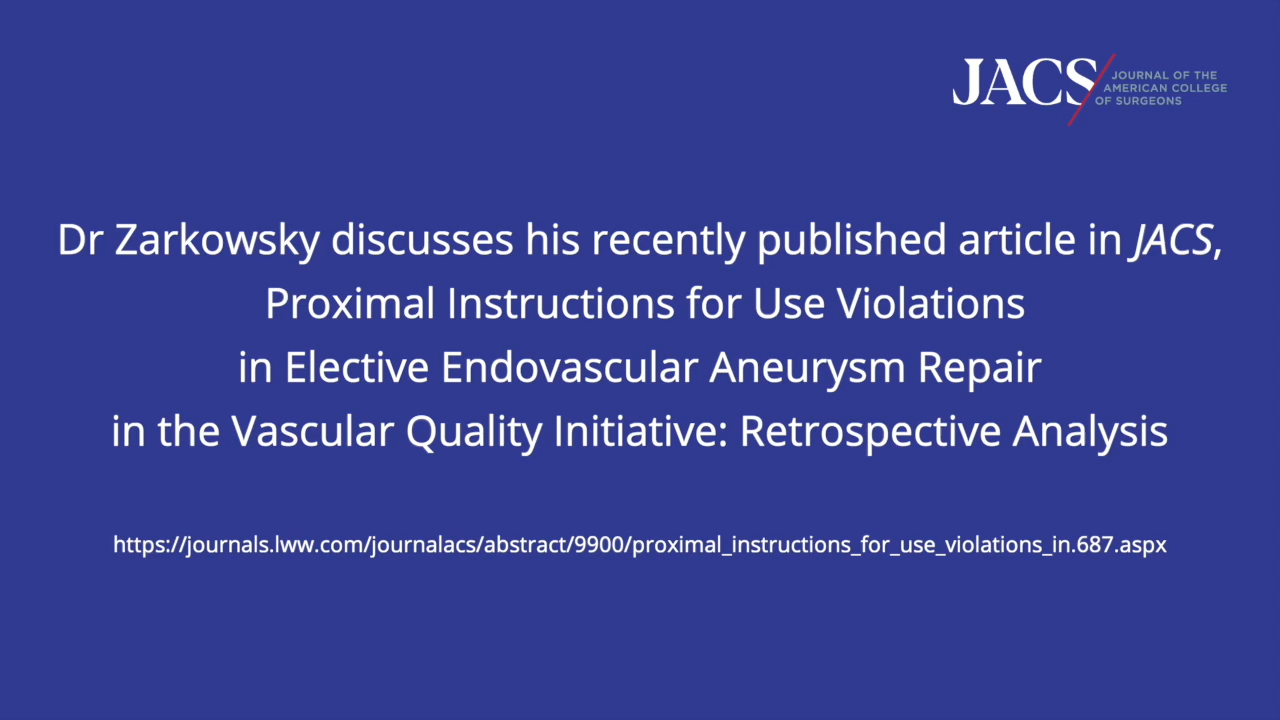 JACS
JOURNAL OF THE
AMERICAN COLLEGE
OF SURGEONS
Dr Zarkowsky discusses his recently published article in JACS,
Proximal Instructions for Use Violations
in Elective Endovascular Aneurysm Repair
in the Vascular Quality Initiative: Retrospective Analysis
https://journals.lww.com/journalacs/abstract/9900/proximal_instructions_for_use_violations_in.687.aspx